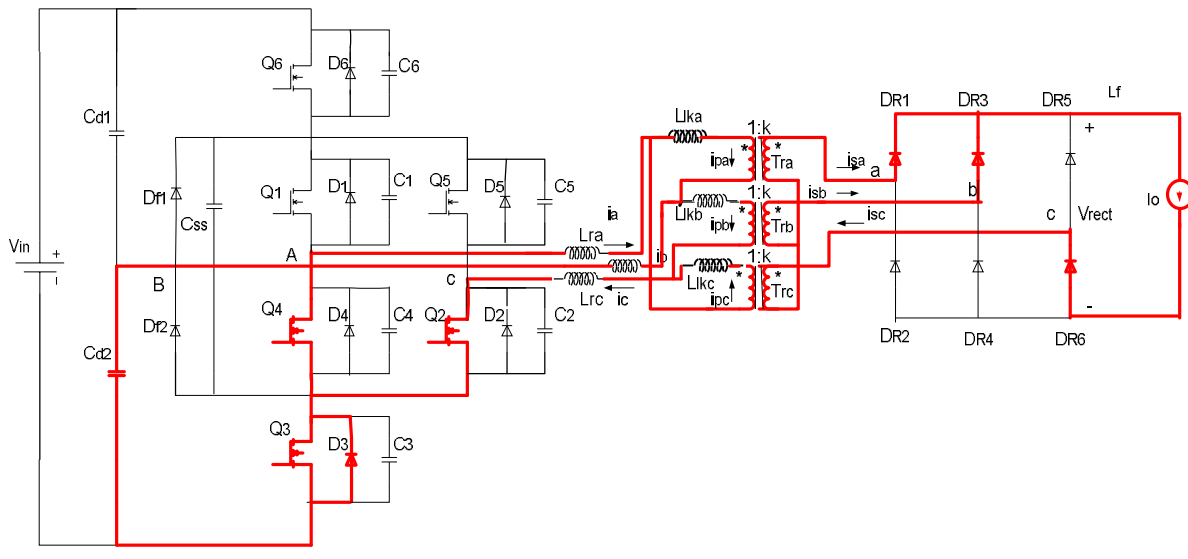 Q6
D6
C6
Cd1
Llka
1:k
DR1
DR3
DR5
Lf
+
*
*
ipa
Tra
isa
a
Df1
Css
Q1
D1
C1
Q5
D5
C5
1:k
isb
b
Llkb
*
*
ipb
Trb
isc
c
Vrect
Io
Vin
+
-
ia
Lra
A
ib
B
c
Lrc
ic
1:k
Llkc
*
*
ipc
Trc
Df2
Q4
D4
C4
Q2
D2
C2
-
DR2
DR4
DR6
Cd2
Q3
D3
C3